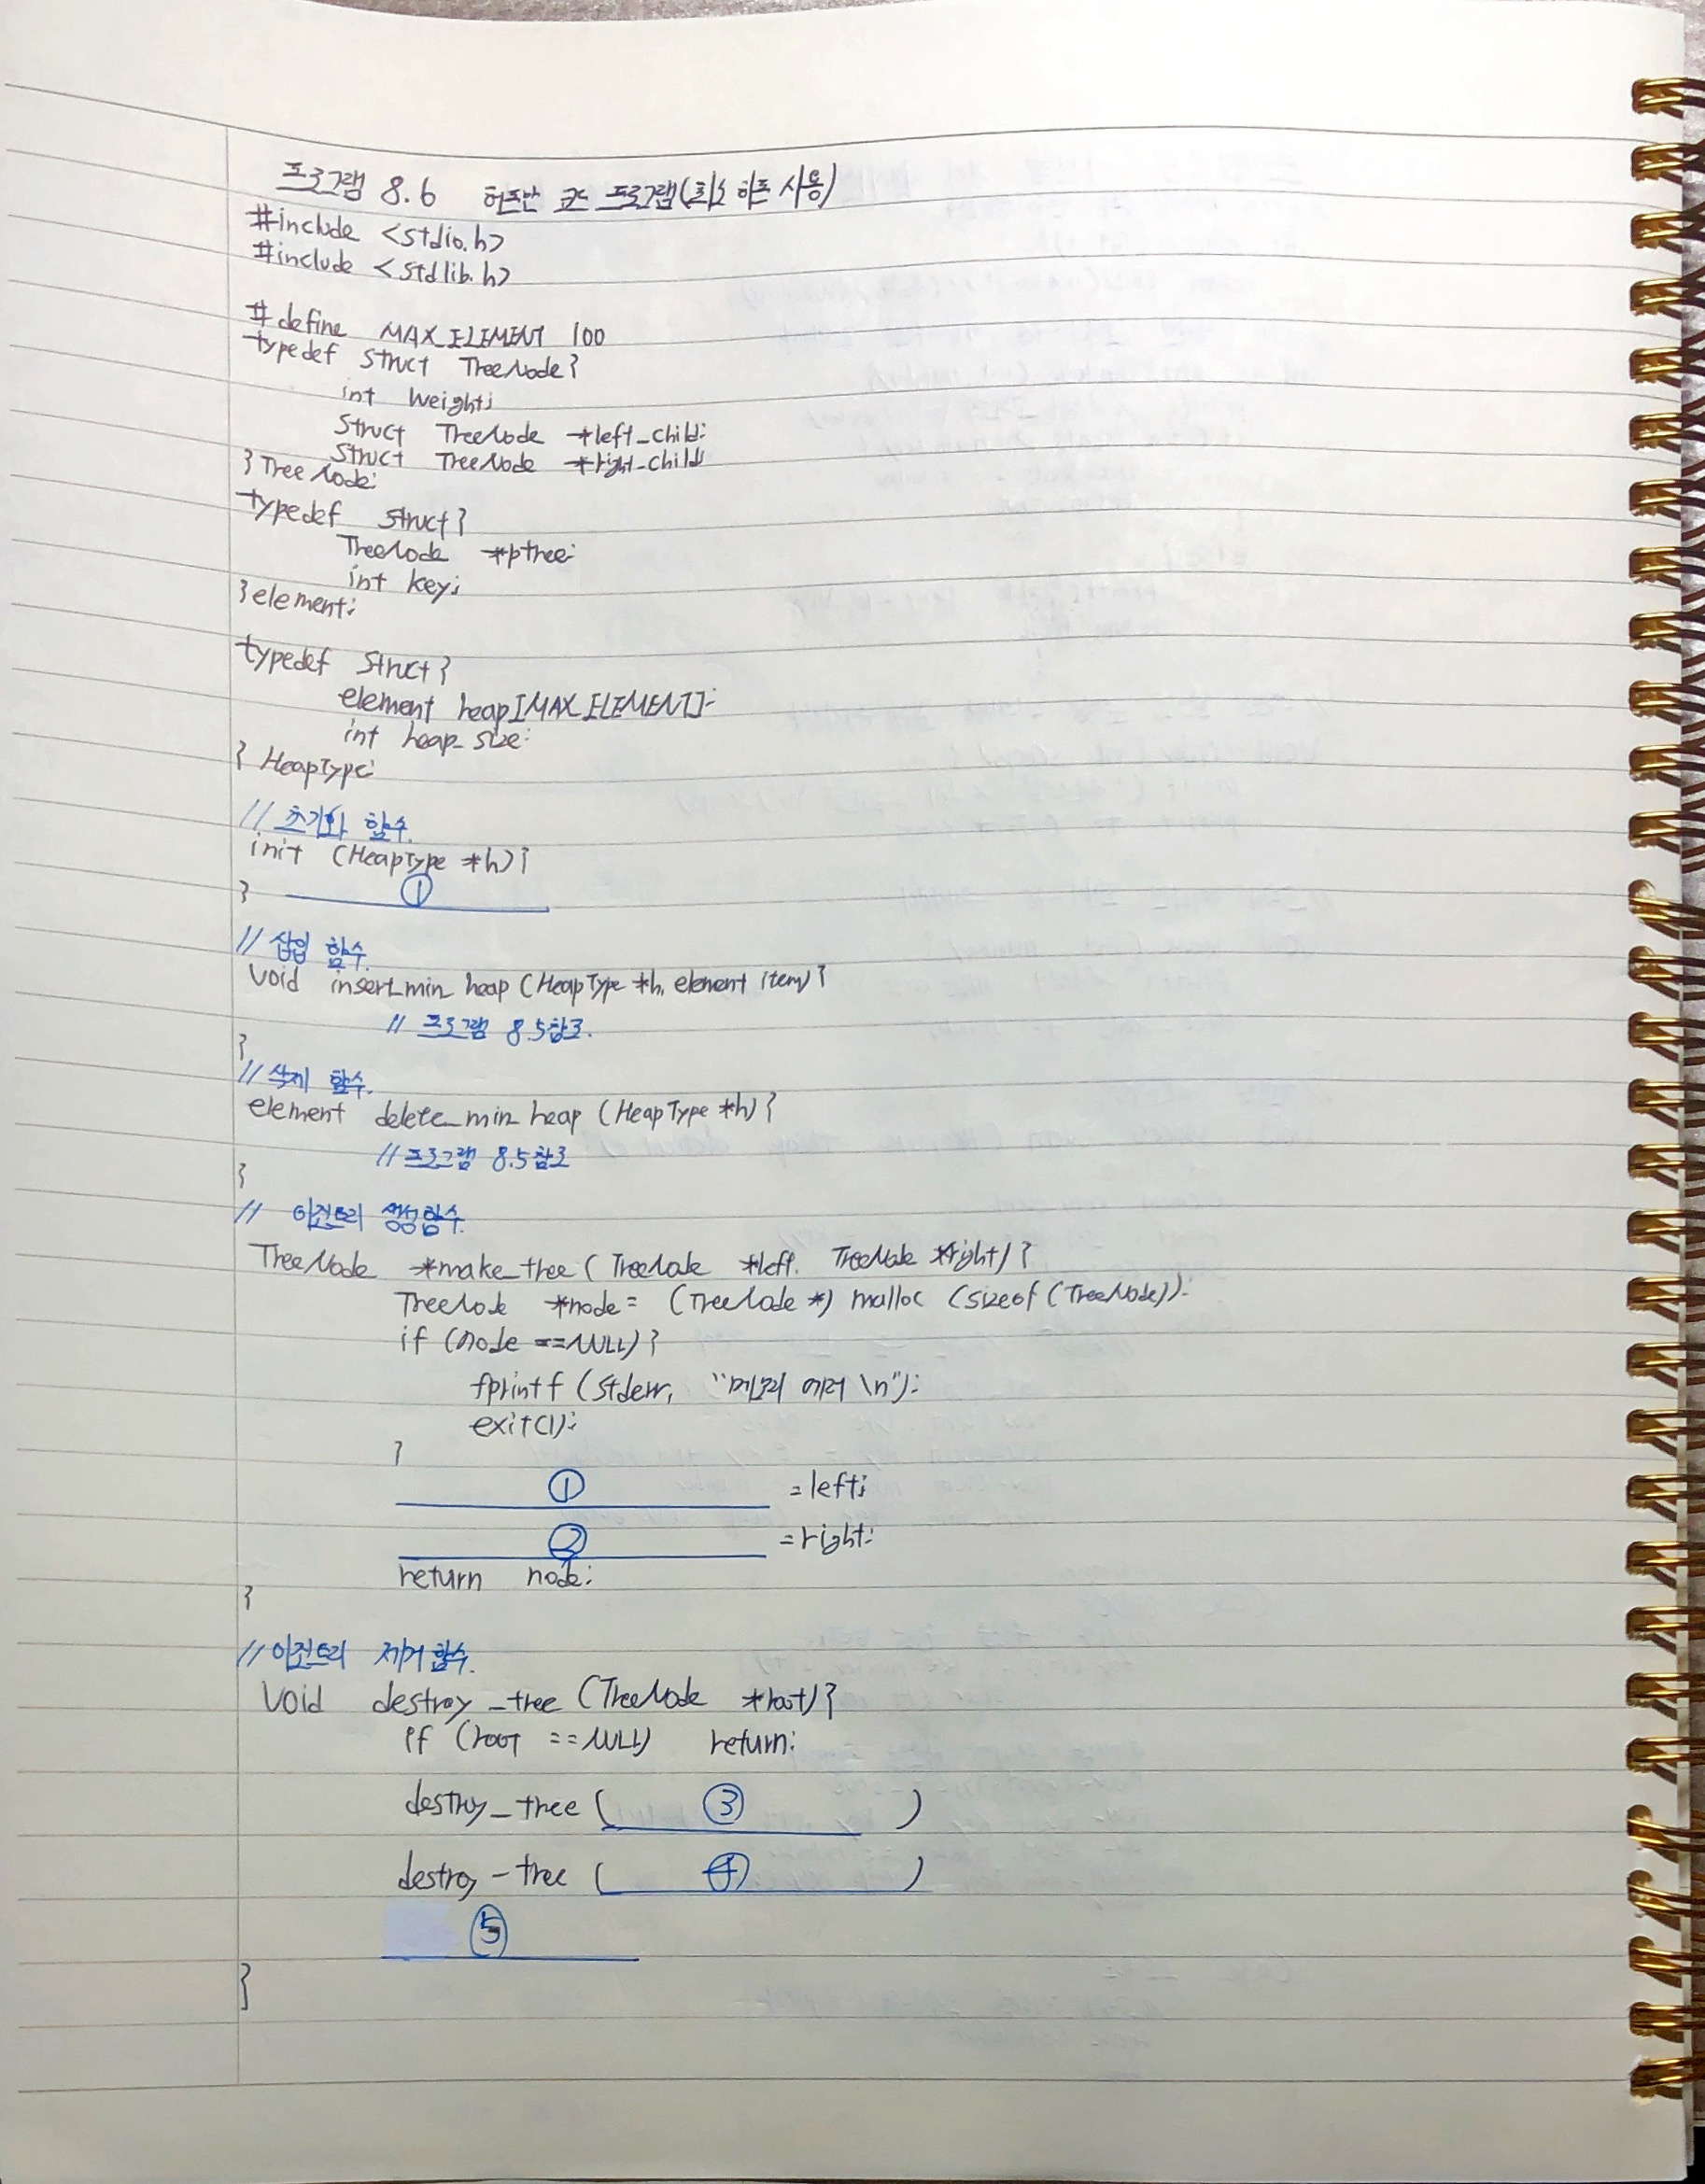 프로그램 8.6 허프만 코드 프로그램(최소 히프 사용)
#include <stdio.h>
#include <stdlib.h>
#define MAX_ELEMENT 100
typedef struct TreeNode{
int weight;
struct TreeNode *left_child;
struct TreeNode *right_child;
}TreeNode;
typedef struct{
TreeNode *ptree;
int key;
}element;
typedef struct{
element heap[MAX_ELEMENT];
int heap_size;
} HeapType;
// 초기화 함수.
init (HeapType *h){
① 
}
// 삽입 함수.
void insert_min_heap (HeapType *h, element item){
// 프로그램 8.5참조.
}
// 삭제 함수.
element delete_min_heap (HeapType *h){
// 프로그램 8.5참조
}
// 이진트리 생성함수.
TreeNode *make_tree ( TreeNode *left, TreeNode *right){
TreeNode *node = (TreeNode *) malloc (sizeof (TreeNode));
if (node ==NULL){
fprintf (stderr, "메모리 에러 \n");
exit(1);
}
① =left;
② =right;
return node;
}
// 이진트리 제거함수.
void destroy_tree (TreeNode *root){
if (root ==NULL) return;
destroy_tree ( ③ )
destroy_tree ( ④ )
⑤
}